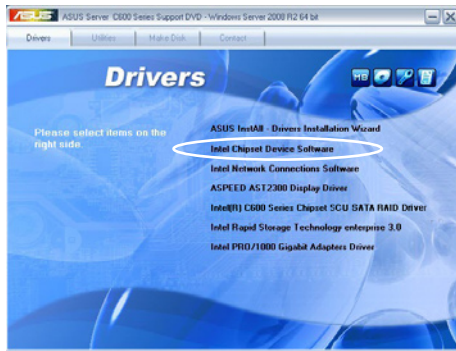 ASUS ASUS Server C600 Series Support DVD - Windows Server 2008 R2 64 bit
Drivers Utilities Make Disk Contact
Drivers
MB
Please select items on the
right side.
ASUS InstAll - Drivers Installation Wizard
Intel Chipset Device Software
Intel Network Connections Software
ASPEED AST2300 Display Driver
Intel(R) C600 Series Chipset SCU SATA RAID Driver
Intel Rapid Storage Technology enterprise 3.0
Intel PRO/1000 Gigabit Adapters Driver